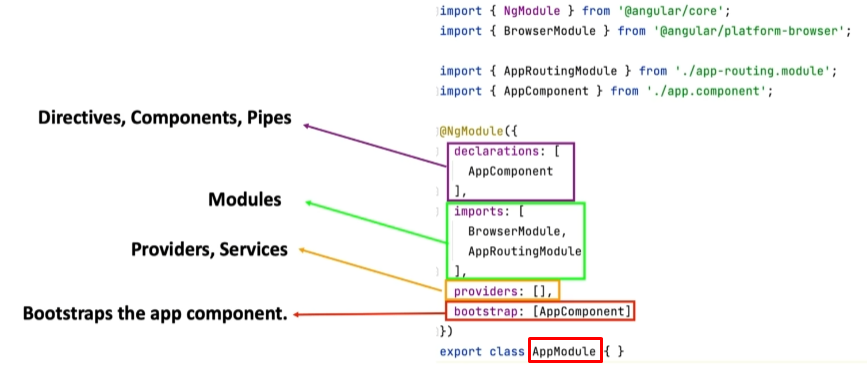 import { NgModule } from '@angular/core';
import { BrowserModule } from '@angular/platform-browser';
import { AppRoutingModule } from './app-routing.module';
import { AppComponent } from './app.component';
Directives, Components, Pipes
@NgModule({
declarations: [
AppComponent
],
Modules
imports: [
BrowserModule,
AppRoutingModule
],
Providers, Services
providers: [],
Bootstraps the app component.
bootstrap: [AppComponent]
})
export class AppModule { }